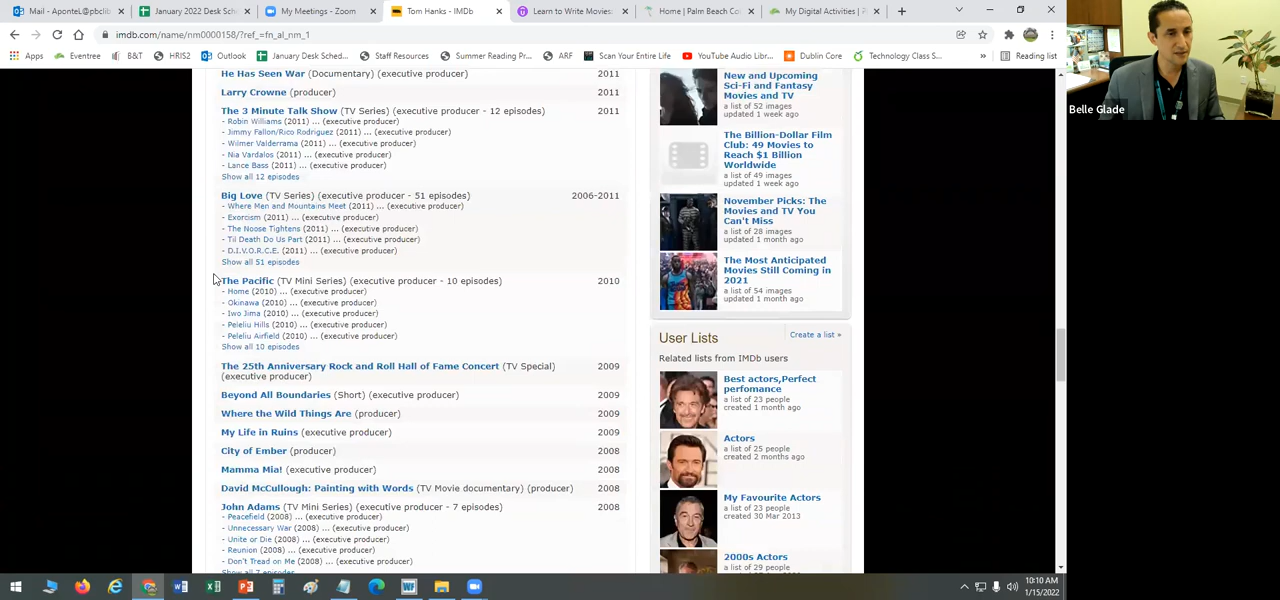 AponteL@pbclib
January 2022 Desk Sche
My Meetings - Zoom
Tom Hanks - IMDb
Learn to Write Movies:
Home | Palm Beach Co
My Digital Activities | Pa
imdb.com/name/nm0000158/?ref_=fn_al_nm_1
Apps
Eventree
B&T
HRIS2
Outlook
January Desk Sched...
Staff Resources
Summer Reading Pr...
ARF
Scan Your Entire Life
YouTube Audio Libr...
Dublin Core
Technology Class S...
»
Reading list
He Has Seen War (Documentary) (executive producer) 2011
Larry Crowne (producer) 2011
The 3 Minute Talk Show (TV Series) (executive producer - 12 episodes) 2011
- Robin Williams (2011) ... (executive producer)
- Jimmy Fallon/Rico Rodriguez (2011) ... (executive producer)
- Wilmer Valderrama (2011) ... (executive producer)
- Nia Vardalos (2011) ... (executive producer)
- Lance Bass (2011) ... (executive producer)
Show all 12 episodes
Big Love (TV Series) (executive producer - 51 episodes) 2006-2011
- Where Men and Mountains Meet (2011) ... (executive producer)
- Exorcism (2011) ... (executive producer)
- The Noose Tightens (2011) ... (executive producer)
- Til Death Do Us Part (2011) ... (executive producer)
- D.I.V.O.R.C.E. (2011) ... (executive producer)
Show all 51 episodes
The Pacific (TV Mini Series) (executive producer - 10 episodes) 2010
- Home (2010) ... (executive producer)
- Okinawa (2010) ... (executive producer)
- Iwo Jima (2010) ... (executive producer)
- Peleliu Hills (2010) ... (executive producer)
- Peleliu Airfield (2010) ... (executive producer)
Show all 10 episodes
The 25th Anniversary Rock and Roll Hall of Fame Concert (TV Special) 2009
(executive producer)
Beyond All Boundaries (Short) (executive producer) 2009
Where the Wild Things Are (producer) 2009
My Life in Ruins (executive producer) 2009
City of Ember (producer) 2008
Mamma Mia! (executive producer) 2008
David McCullough: Painting with Words (TV Movie documentary) (producer) 2008
John Adams (TV Mini Series) (executive producer - 7 episodes) 2008
- Peacefield (2008) ... (executive producer)
- Unnecessary War (2008) ... (executive producer)
- Unite or Die (2008) ... (executive producer)
- Reunion (2008) ... (executive producer)
- Don't Tread on Me (2008) ... (executive producer)
Show all 7 episodes
New and Upcoming
Sci-Fi and Fantasy
Movies and TV
a list of 52 images
updated 1 week ago
The Billion-Dollar Film
Club: 49 Movies to
Reach $1 Billion
Worldwide
a list of 49 images
updated 1 week ago
November Picks: The
Movies and TV You
Can't Miss
a list of 28 images
updated 1 month ago
The Most Anticipated
Movies Still Coming in
2021
a list of 54 images
updated 1 month ago
User Lists
Create a list »
Related lists from IMDb users
Best actors,Perfect
perfomance
a list of 23 people
created 1 month ago
Actors
a list of 25 people
created 2 months ago
My Favourite Actors
a list of 23 people
created 30 Mar 2013
2000s Actors
a list of 29 people
Belle Glade
10:10 AM
1/15/2022